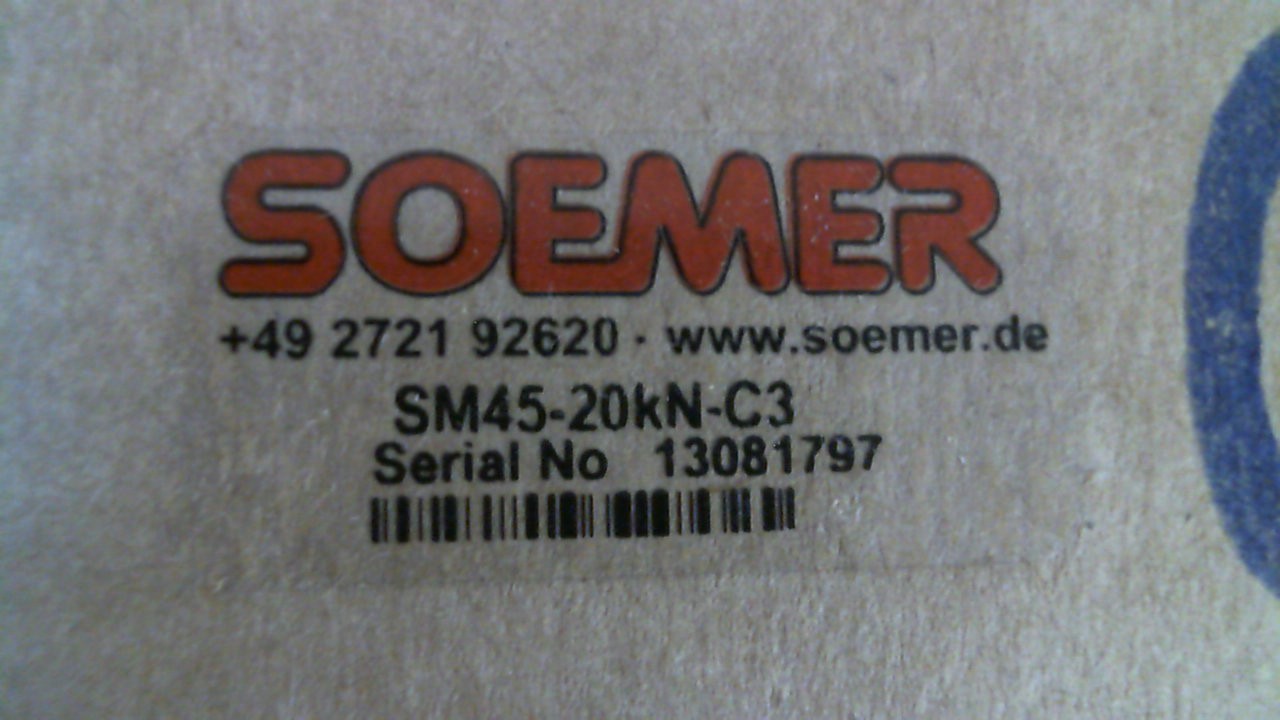 SOEMER
+49 2721 92620 · www.soemer.de
SM45-20kN-C3
Serial No 13081797